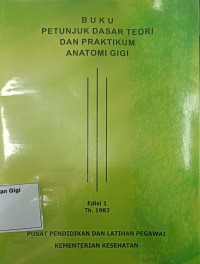 BUKU
PETUNJUK DASAR TEORI
DAN PRAKTIKUM
ANATOMI GIGI
an Gigi
Edisi 1
Th. 1983
PUSAT PENDIDIKAN DAN LATIHAN PEGAWAI
KEMENTERIAN KESEHATAN